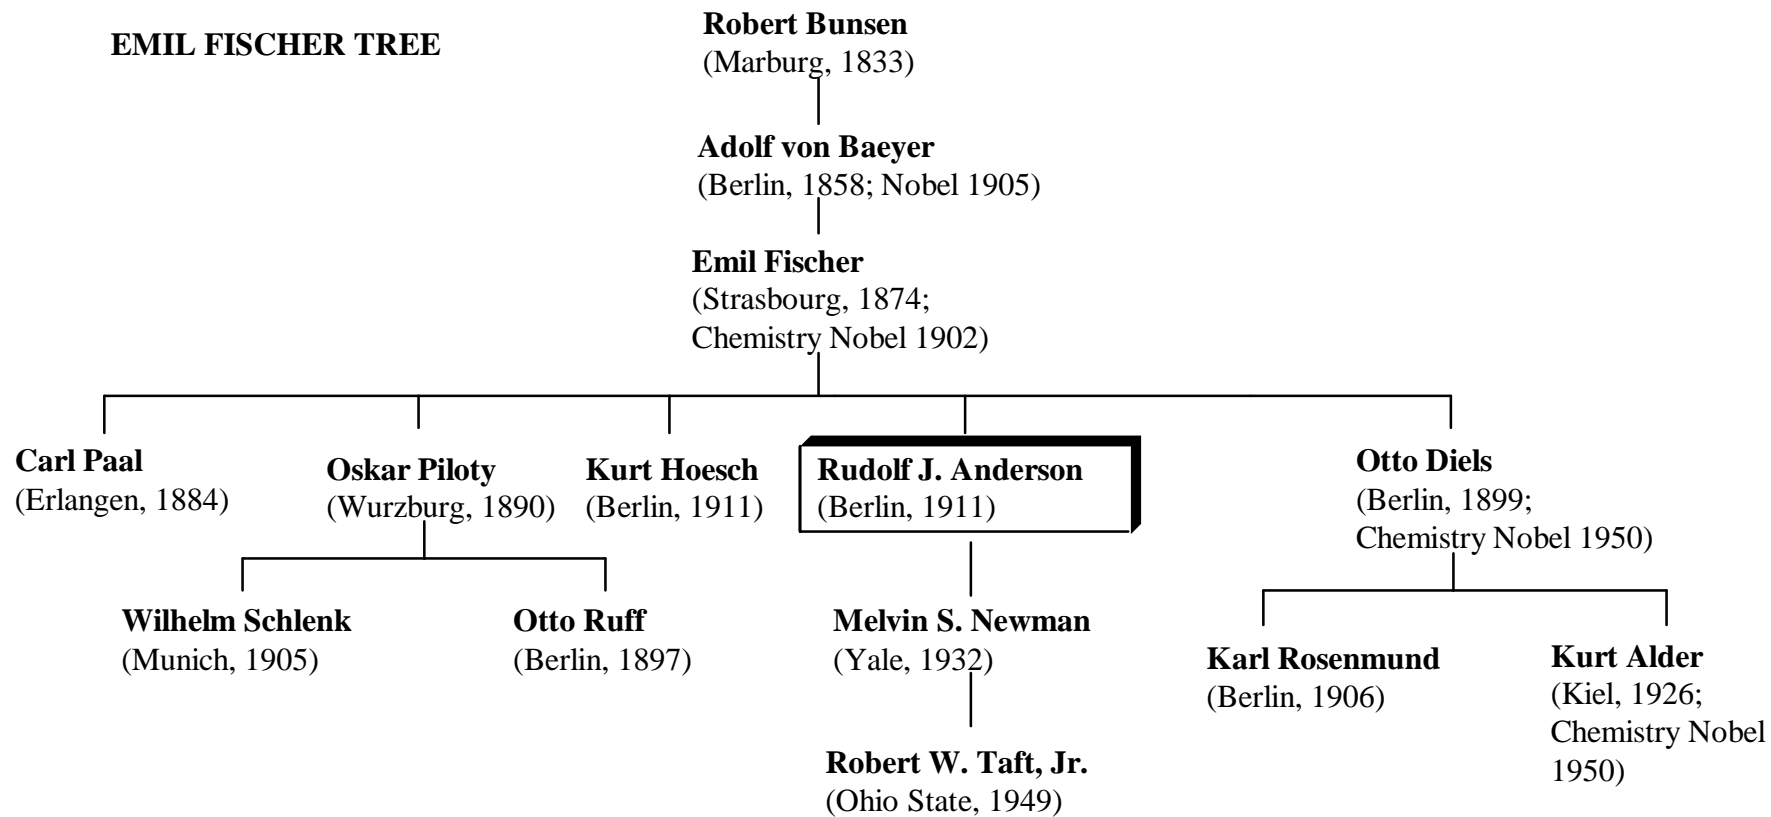 EMIL FISCHER TREE
Robert Bunsen
(Marburg, 1833)
Adolf von Baeyer
(Berlin, 1858; Nobel 1905)
Emil Fischer
(Strasbourg, 1874;
Chemistry Nobel 1902)
Carl Paal
(Erlangen, 1884)
Oskar Piloty
(Wurzburg, 1890)
Kurt Hoesch
(Berlin, 1911)
Rudolf J. Anderson
(Berlin, 1911)
Otto Diels
(Berlin, 1899;
Chemistry Nobel 1950)
Wilhelm Schlenk
(Munich, 1905)
Otto Ruff
(Berlin, 1897)
Melvin S. Newman
(Yale, 1932)
Karl Rosenmund
(Berlin, 1906)
Kurt Alder
(Kiel, 1926;
Chemistry Nobel
1950)
Robert W. Taft, Jr.
(Ohio State, 1949)